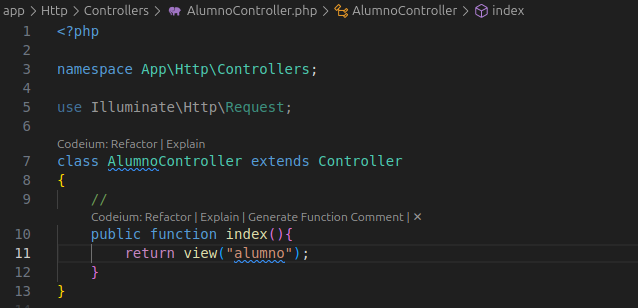 app > Http > Controllers > AlumnoController.php > AlumnoController > index
1 <?php
2
3 namespace App\Http\Controllers;
4
5 use Illuminate\Http\Request;
6
Codeium: Refactor | Explain
7 class AlumnoController extends Controller
8 {
9 //
Codeium: Refactor | Explain | Generate Function Comment | ✕
10 public function index(){
11 return view("alumno");
12 }
13 }
14